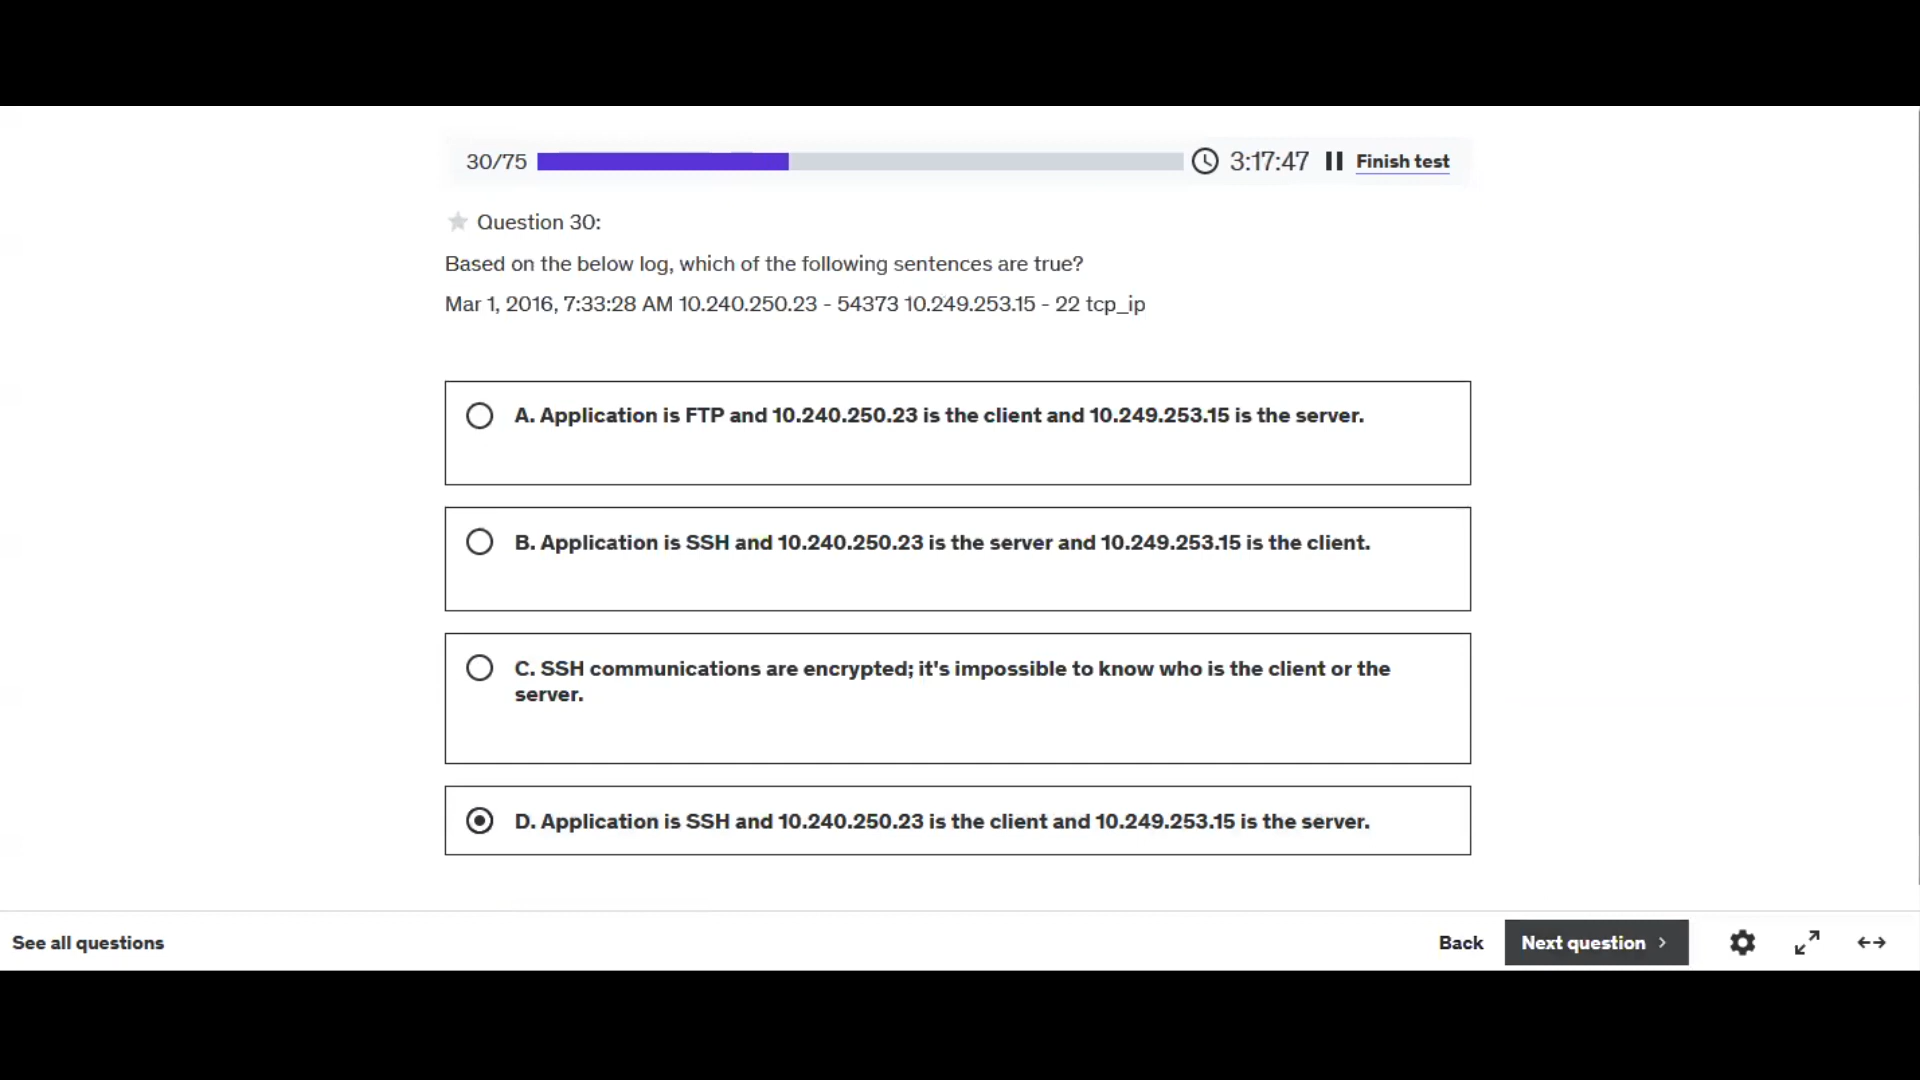 30/75 3:17:47 Finish test
Question 30:
Based on the below log, which of the following sentences are true?
Mar 1, 2016, 7:33:28 AM 10.240.250.23 - 54373 10.249.253.15 - 22 tcp_ip
A. Application is FTP and 10.240.250.23 is the client and 10.249.253.15 is the server.
B. Application is SSH and 10.240.250.23 is the server and 10.249.253.15 is the client.
C. SSH communications are encrypted; it's impossible to know who is the client or the
server.
D. Application is SSH and 10.240.250.23 is the client and 10.249.253.15 is the server.
See all questions Back Next question